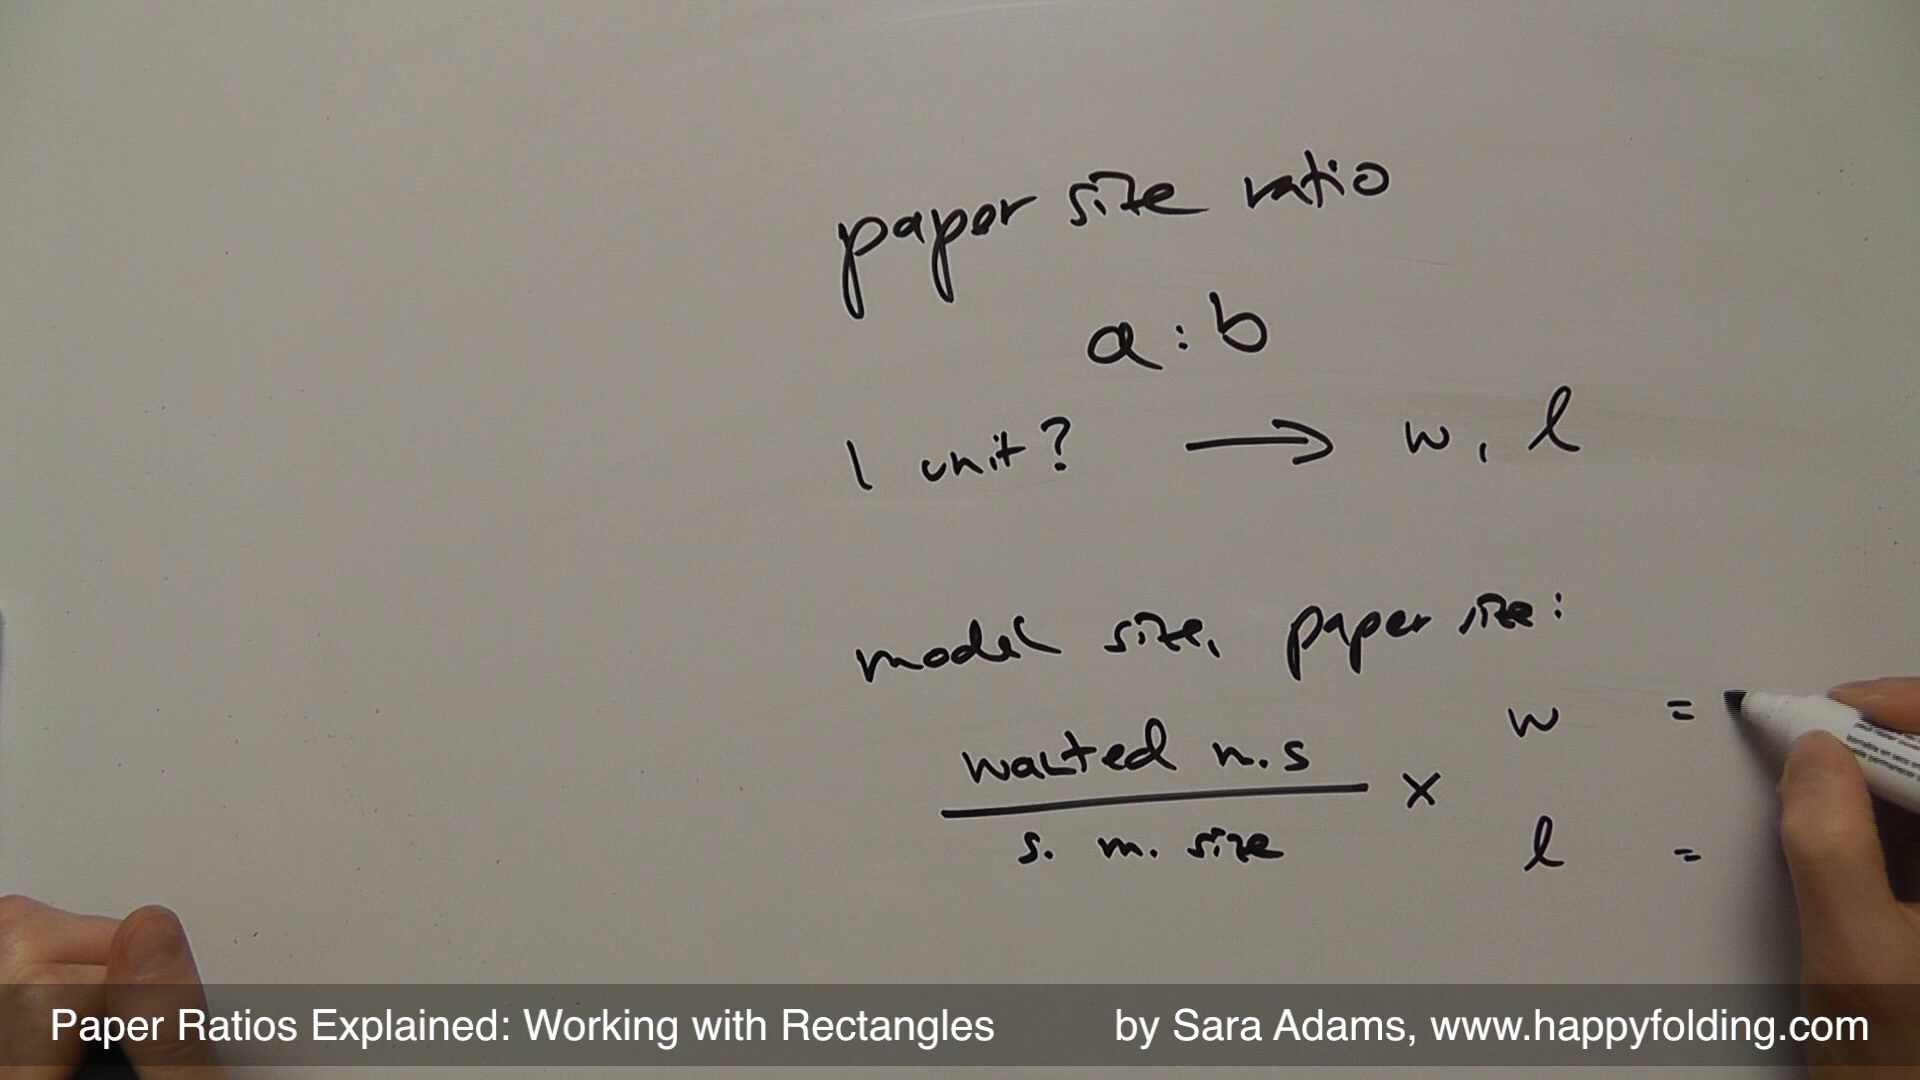 paper size ratio
a : b
1 unit? → w, l
model size, paper size:
wanted m.s
s. m. size
× w =
l =
Paper Ratios Explained: Working with Rectangles by Sara Adams, www.happyfolding.com